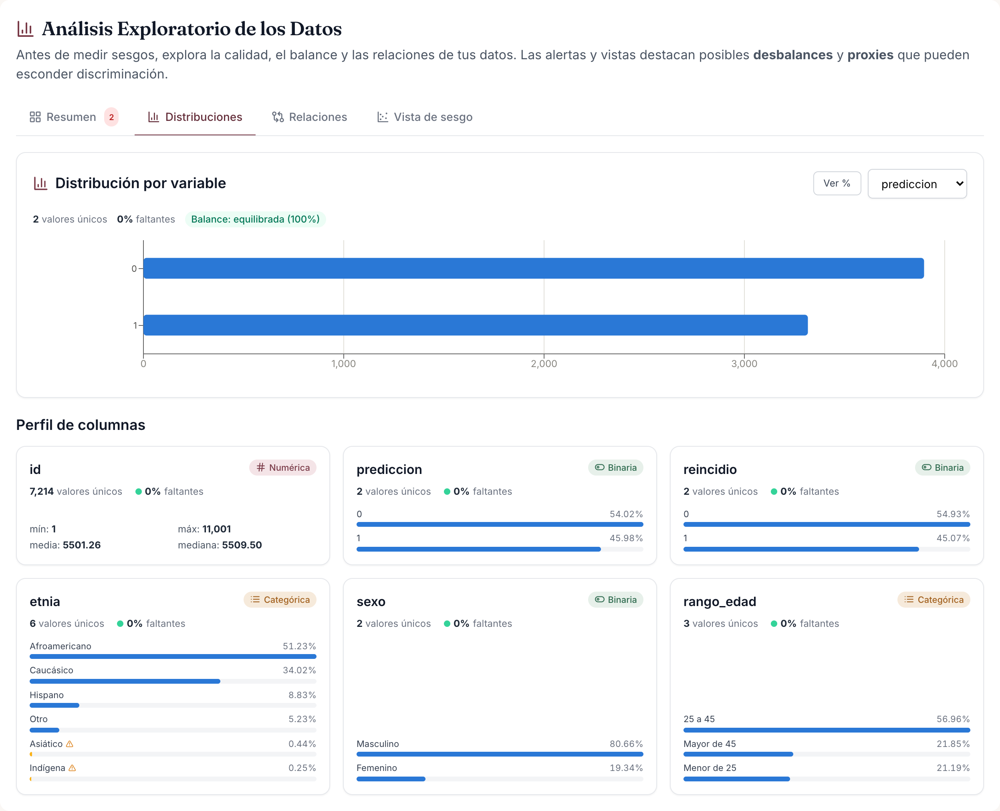 Análisis Exploratorio de los Datos
Antes de medir sesgos, explora la calidad, el balance y las relaciones de tus datos. Las alertas y vistas destacan posibles desbalances y proxies que pueden
esconder discriminación.
Resumen 2 Distribuciones Relaciones Vista de sesgo
Distribución por variable
Ver % prediccion
2 valores únicos 0% faltantes Balance: equilibrada (100%)
0
1
0 1,000 2,000 3,000 4,000
Perfil de columnas
id Numérica
7,214 valores únicos 0% faltantes
mín: 1 máx: 11,001
media: 5501.26 mediana: 5509.50
prediccion Binaria
2 valores únicos 0% faltantes
0 54.02%
1 45.98%
reincidio Binaria
2 valores únicos 0% faltantes
0 54.93%
1 45.07%
etnia Categórica
6 valores únicos 0% faltantes
Afroamericano 51.23%
Caucásico 34.02%
Hispano 8.83%
Otro 5.23%
Asiático 0.44%
Indígena 0.25%
sexo Binaria
2 valores únicos 0% faltantes
Masculino 80.66%
Femenino 19.34%
rango_edad Categórica
3 valores únicos 0% faltantes
25 a 45 56.96%
Mayor de 45 21.85%
Menor de 25 21.19%